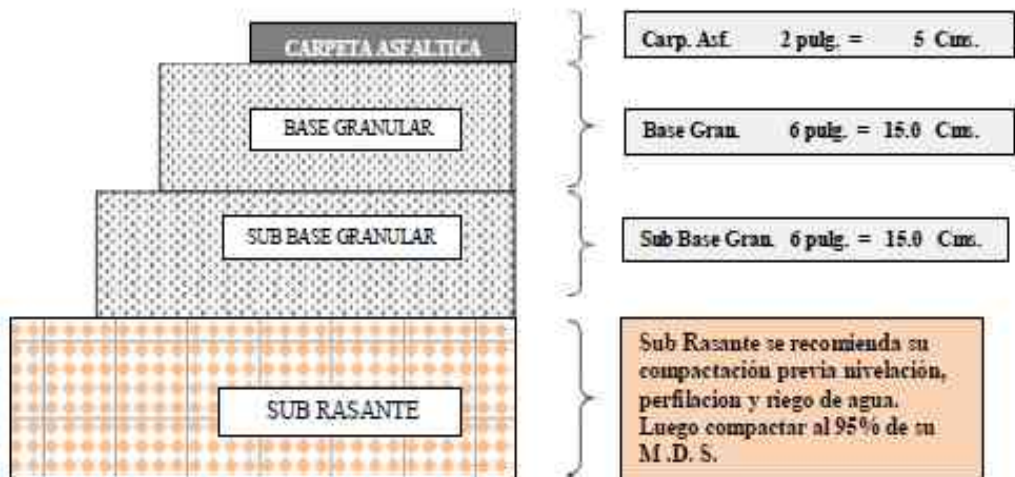 CARPETA ASFALTICA
Carp. Asf. 2 pulg. = 5 Cms.
BASE GRANULAR
Base Gran. 6 pulg. = 15.0 Cms.
SUB BASE GRANULAR
Sub Base Gran. 6 pulg. = 15.0 Cms.
SUB RASANTE
Sub Rasante se recomienda su
compactación previa nivelación,
perfilacion y riego de agua.
Luego compactar al 95% de su
M .D. S.